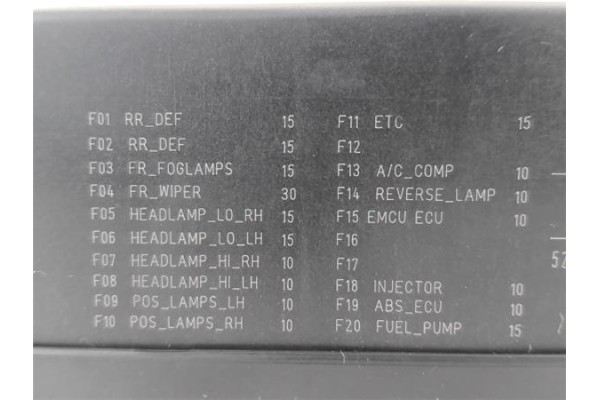 F01 RR_DEF 15
F02 RR_DEF 15
F03 FR_FOGLAMPS 15
F04 FR_WIPER 30
F05 HEADLAMP_LO_RH 15
F06 HEADLAMP_LO_LH 15
F07 HEADLAMP_HI_RH 10
F08 HEADLAMP_HI_LH 10
F09 POS_LAMPS_LH 10
F10 POS_LAMPS_RH 10
F11 ETC 15
F12
F13 A/C_COMP 10
F14 REVERSE_LAMP 10
F15 EMCU ECU 10
F16
F17
F18 INJECTOR 10
F19 ABS_ECU 10
F20 FUEL_PUMP 15
52